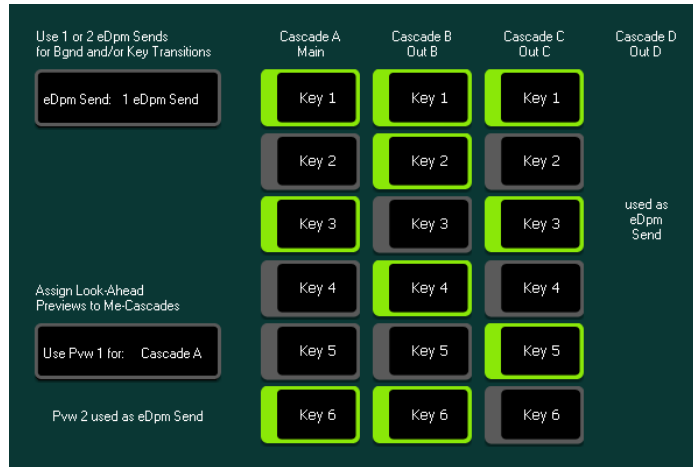 Use 1 or 2 eDpm Sends
for Bgnd and/or Key Transitions
eDpm Send: 1 eDpm Send
Cascade A
Main
Cascade B
Out B
Cascade C
Out C
Cascade D
Out D
Key 1 Key 1 Key 1
Key 2 Key 2 Key 2
Key 3 Key 3 Key 3
used as
eDpm
Send
Assign Look-Ahead
Previews to Me-Cascades
Key 4 Key 4 Key 4
Use Pvw 1 for: Cascade A
Key 5 Key 5 Key 5
Pvw 2 used as eDpm Send
Key 6 Key 6 Key 6